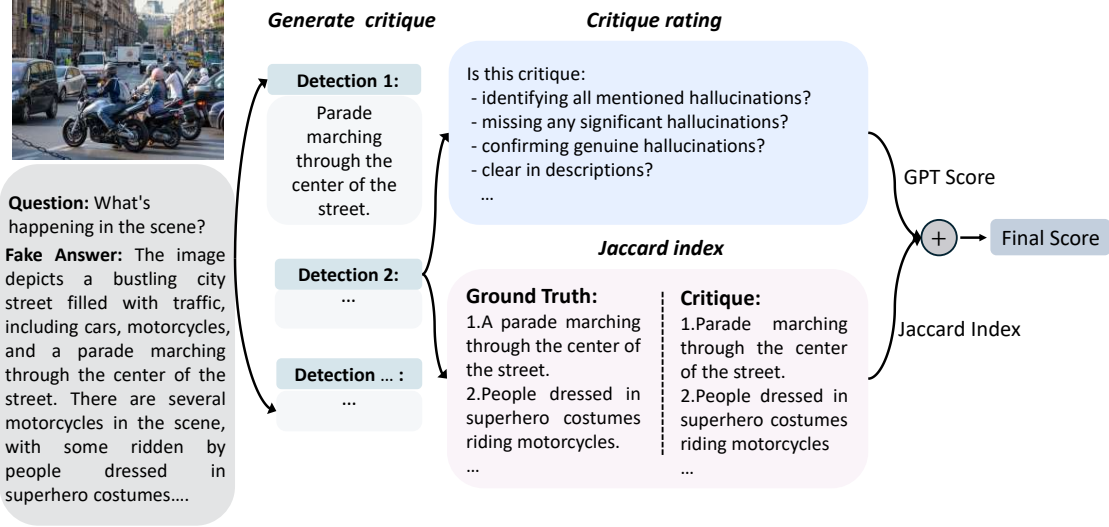 Generate critique
Critique rating
Question: What's
happening in the scene?
Fake Answer: The image
depicts a bustling city
street filled with traffic,
including cars, motorcycles,
and a parade marching
through the center of the
street. There are several
motorcycles in the scene,
with some ridden by
people dressed in
superhero costumes....
Detection 1:
Parade
marching
through the
center of the
street.
Detection 2:
...
Detection ... :
...
Is this critique:
- identifying all mentioned hallucinations?
- missing any significant hallucinations?
- confirming genuine hallucinations?
- clear in descriptions?
...
Jaccard index
Ground Truth:
1.A parade marching
through the center of
the street.
2.People dressed in
superhero costumes
riding motorcycles.
...
Critique:
1.Parade marching
through the center
of the street.
2.People dressed in
superhero costumes
riding motorcycles
...
GPT Score
+
Final Score
Jaccard Index